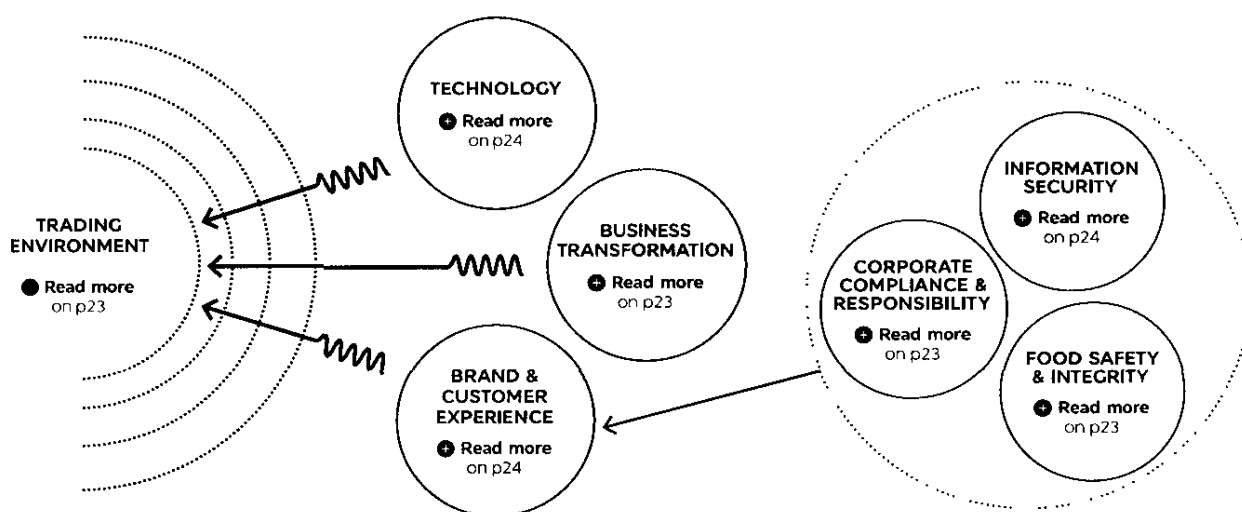 TRADING
ENVIRONMENT
Read more
on p23
TECHNOLOGY
Read more
on p24
BUSINESS
TRANSFORMATION
Read more
on p23
BRAND &
CUSTOMER
EXPERIENCE
Read more
on p24
CORPORATE
COMPLIANCE &
RESPONSIBILITY
Read more
on p23
INFORMATION
SECURITY
Read more
on p24
FOOD SAFETY
& INTEGRITY
Read more
on p23